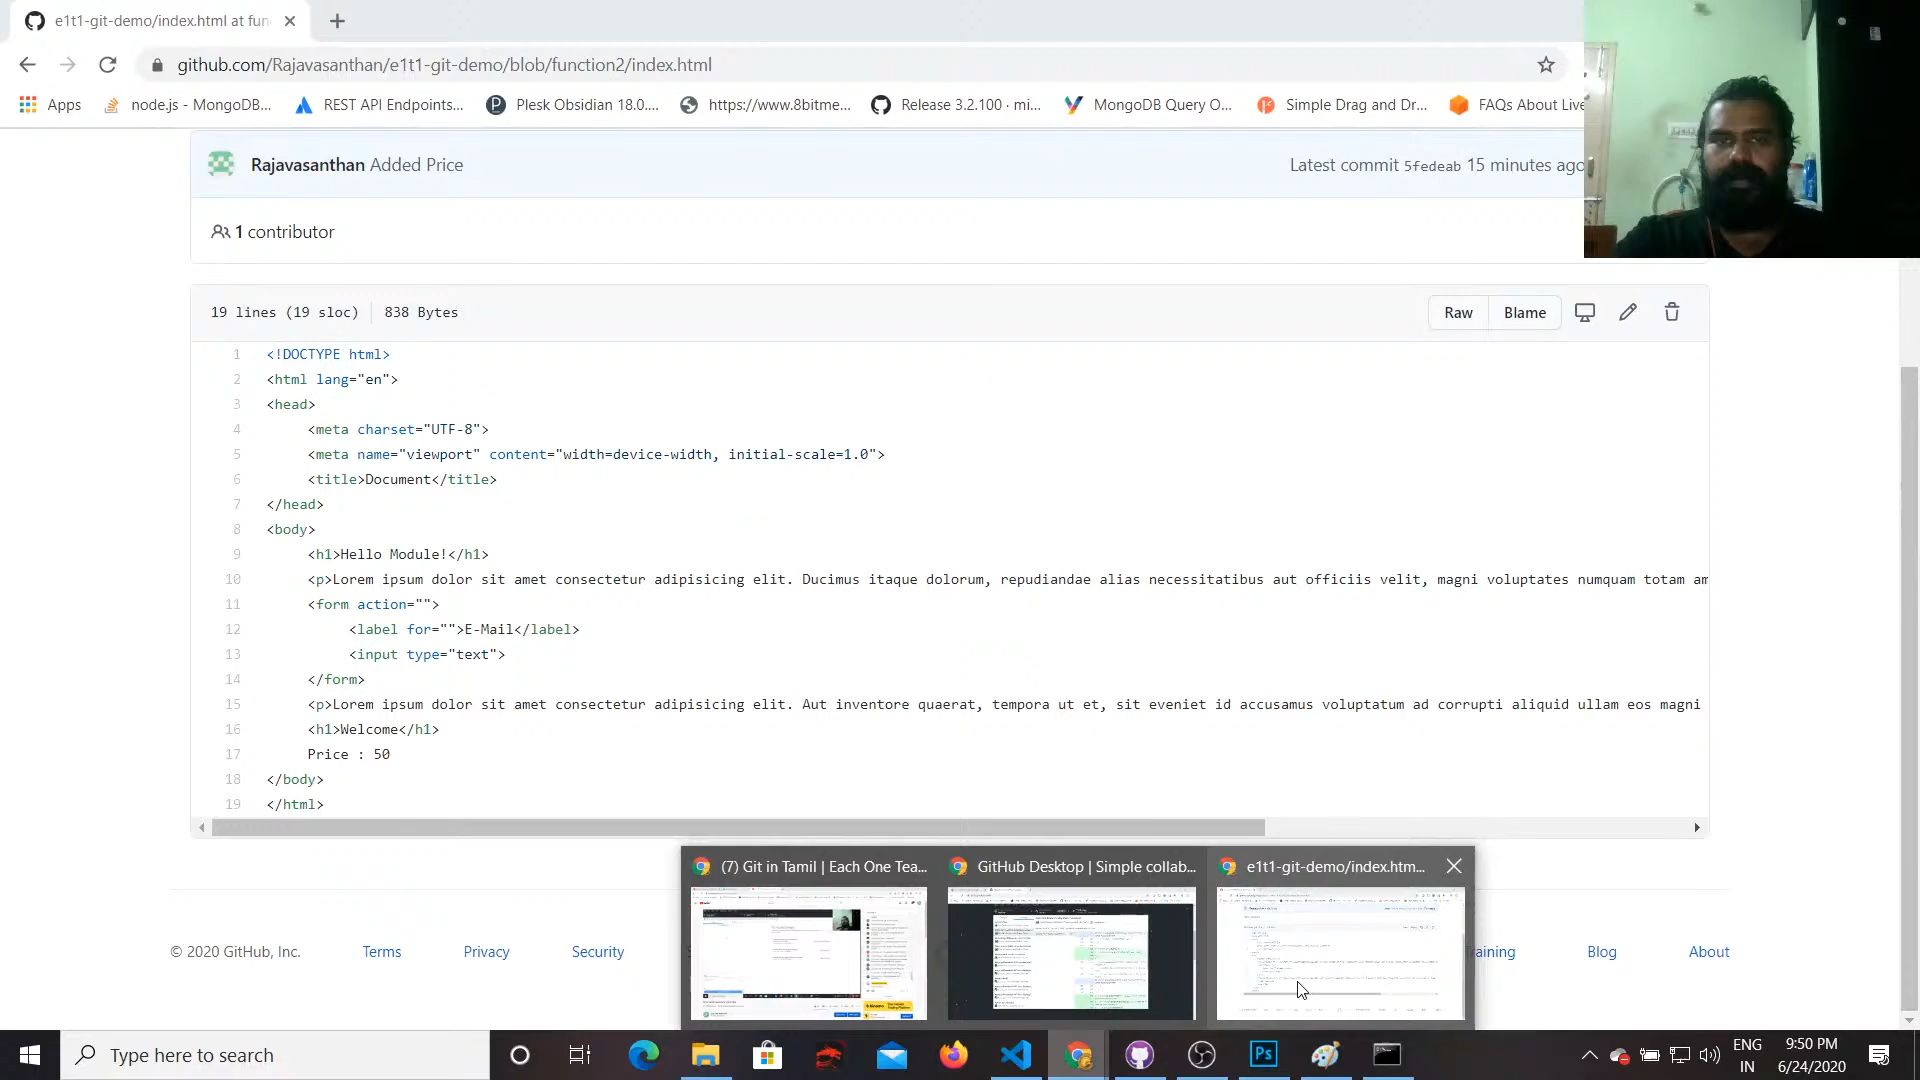 e1t1-git-demo/index.html at fun
github.com/Rajavasanthan/e1t1-git-demo/blob/function2/index.html
Apps
node.js - MongoDB...
REST API Endpoints...
Plesk Obsidian 18.0....
https://www.8bitme...
Release 3.2.100 · mi...
MongoDB Query O...
Simple Drag and Dr...
FAQs About Live
Rajavasanthan Added Price
Latest commit 5fedeab 15 minutes ago
1 contributor
19 lines (19 sloc) 838 Bytes
Raw Blame
1 <!DOCTYPE html>
2 <html lang="en">
3 <head>
4 <meta charset="UTF-8">
5 <meta name="viewport" content="width=device-width, initial-scale=1.0">
6 <title>Document</title>
7 </head>
8 <body>
9 <h1>Hello Module!</h1>
10 <p>Lorem ipsum dolor sit amet consectetur adipisicing elit. Ducimus itaque dolorum, repudiandae alias necessitatibus aut officiis velit, magni voluptates numquam totam am
11 <form action="">
12 <label for="">E-Mail</label>
13 <input type="text">
14 </form>
15 <p>Lorem ipsum dolor sit amet consectetur adipisicing elit. Aut inventore quaerat, tempora ut et, sit eveniet id accusamus voluptatum ad corrupti aliquid ullam eos magni
16 <h1>Welcome</h1>
17 Price : 50
18 </body>
19 </html>
(7) Git in Tamil | Each One Tea...
GitHub Desktop | Simple collab...
e1t1-git-demo/index.htm...
© 2020 GitHub, Inc.
Terms
Privacy
Security
raining
Blog
About
Type here to search
Ps
ENG
IN
9:50 PM
6/24/2020